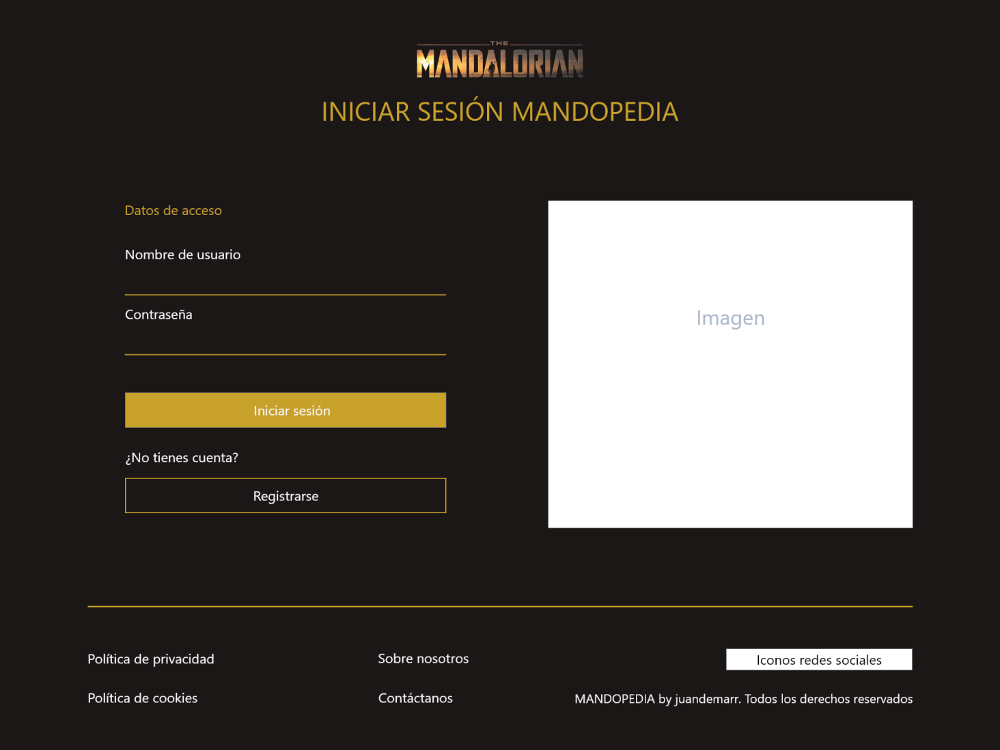 THE
MANDALORIAN
INICIAR SESIÓN MANDOPEDIA
Datos de acceso
Nombre de usuario
Contraseña
Iniciar sesión
¿No tienes cuenta?
Registrarse
Imagen
Política de privacidad
Sobre nosotros
Iconos redes sociales
Política de cookies
Contáctanos
MANDOPEDIA by juandemarr. Todos los derechos reservados